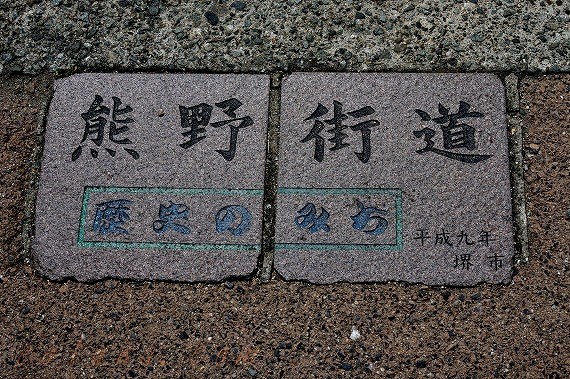 熊野街道
歴史のみち
平成九年
堺市